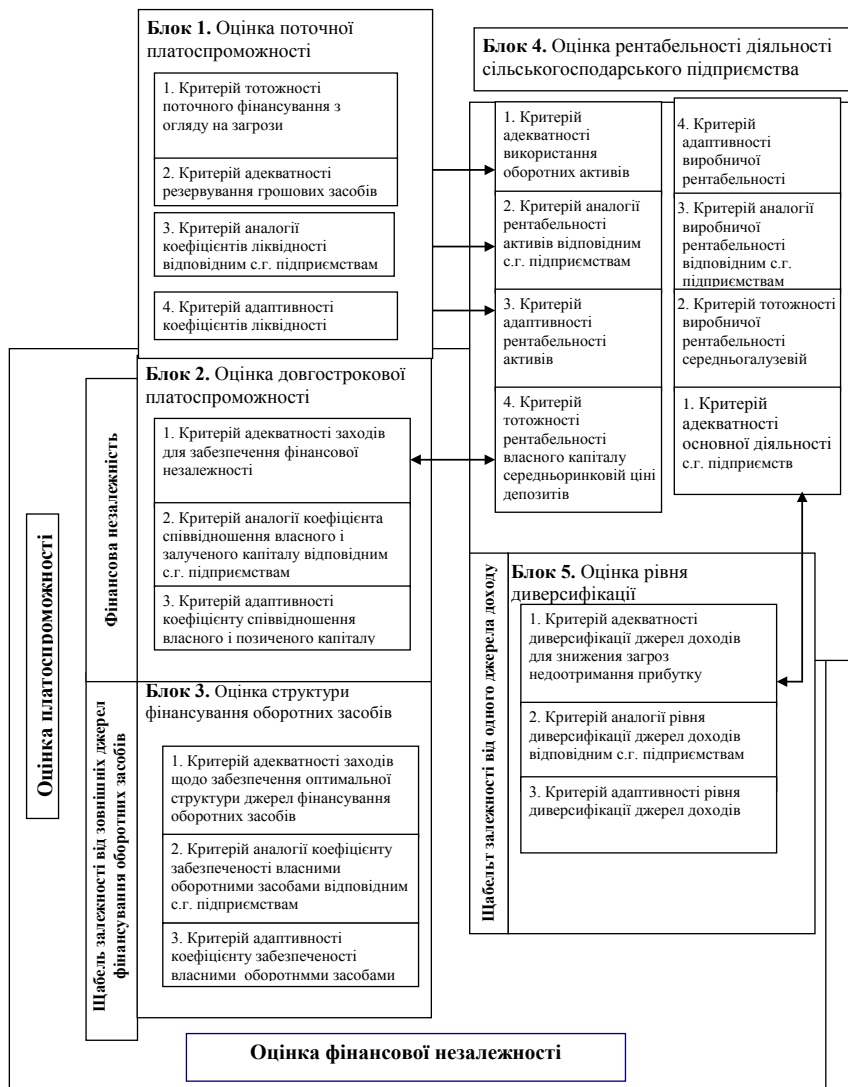 Блок 1. Оцінка поточної
платоспроможності
1. Критерій тотожності
поточного фінансування з
огляду на загрози
2. Критерій адекватності
резервування грошових засобів
3. Критерій аналогії
коефіцієнтів ліквідності
відповідним с.г. підприємствам
4. Критерій адаптивності
коефіцієнтів ліквідності
Блок 4. Оцінка рентабельності діяльності
сільськогосподарського підприємства
1. Критерій
адекватності
використання
оборотних активів
2. Критерій аналогії
рентабельності
активів відповідним
с.г. підприємствам
3. Критерій
адаптивності
рентабельності
активів
4. Критерій
тотожності
рентабельності
власного капіталу
середньоринковій ціні
депозитів
4. Критерій
адаптивності
виробничої
рентабельності
3. Критерій аналогії
виробничої
рентабельності
відповідним с.г.
підприємствам
2. Критерій тотожності
виробничої
рентабельності
середньогалузевій
1. Критерій
адекватності
основної діяльності
с.г. підприємств
Оцінка платоспроможності
Фінансова незалежність
Блок 2. Оцінка довгострокової
платоспроможності
1. Критерій адекватності заходів
для забезпечення фінансової
незалежності
2. Критерій аналогії коефіцієнта
співвідношення власного і
залученого капіталу відповідним
с.г. підприємствам
3. Критерій адаптивності
коефіцієнту співвідношення
власного і позиченого капіталу
Щабель залежності від зовнішніх джерел
фінансування оборотних засобів
Блок 3. Оцінка структури
фінансування оборотних засобів
1. Критерій адекватності заходів
щодо забезпечення оптимальної
структури джерел фінансування
оборотних засобів
2. Критерій аналогії коефіцієнту
забезпеченості власними
оборотними засобами відповідним
с.г. підприємствам
3. Критерій адаптивності
коефіцієнту забезпеченості
власними оборотнмми засобами
Щабельт залежності від одного джерела доходу
Блок 5. Оцінка рівня
диверсифікації
1. Критерій адекватності
диверсифікації джерел доходів
для зниження загроз
недоотримання прибутку
2. Критерій аналогії рівня
диверсифікації джерел доходів
відповідним с.г. підприємствам
3. Критерій адаптивності рівня
диверсифікації джерел доходів
Оцінка фінансової незалежності